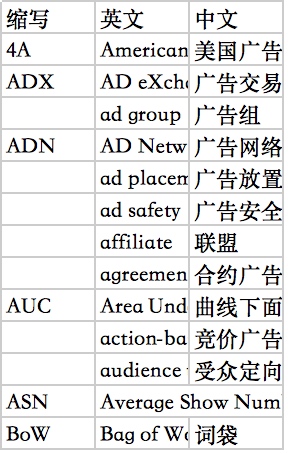 缩写 英文 中文
4A American 美国广告
ADX AD eXch 广告交易
ad group 广告组
ADN AD Netw 广告网络
ad placem 广告放置
ad safety 广告安全
affiliate 联盟
agreemen 合约广告
AUC Area Und 曲线下面
action-ba 竞价广告
audience 受众定向
ASN Average Show Num
BoW Bag of Wo 词袋